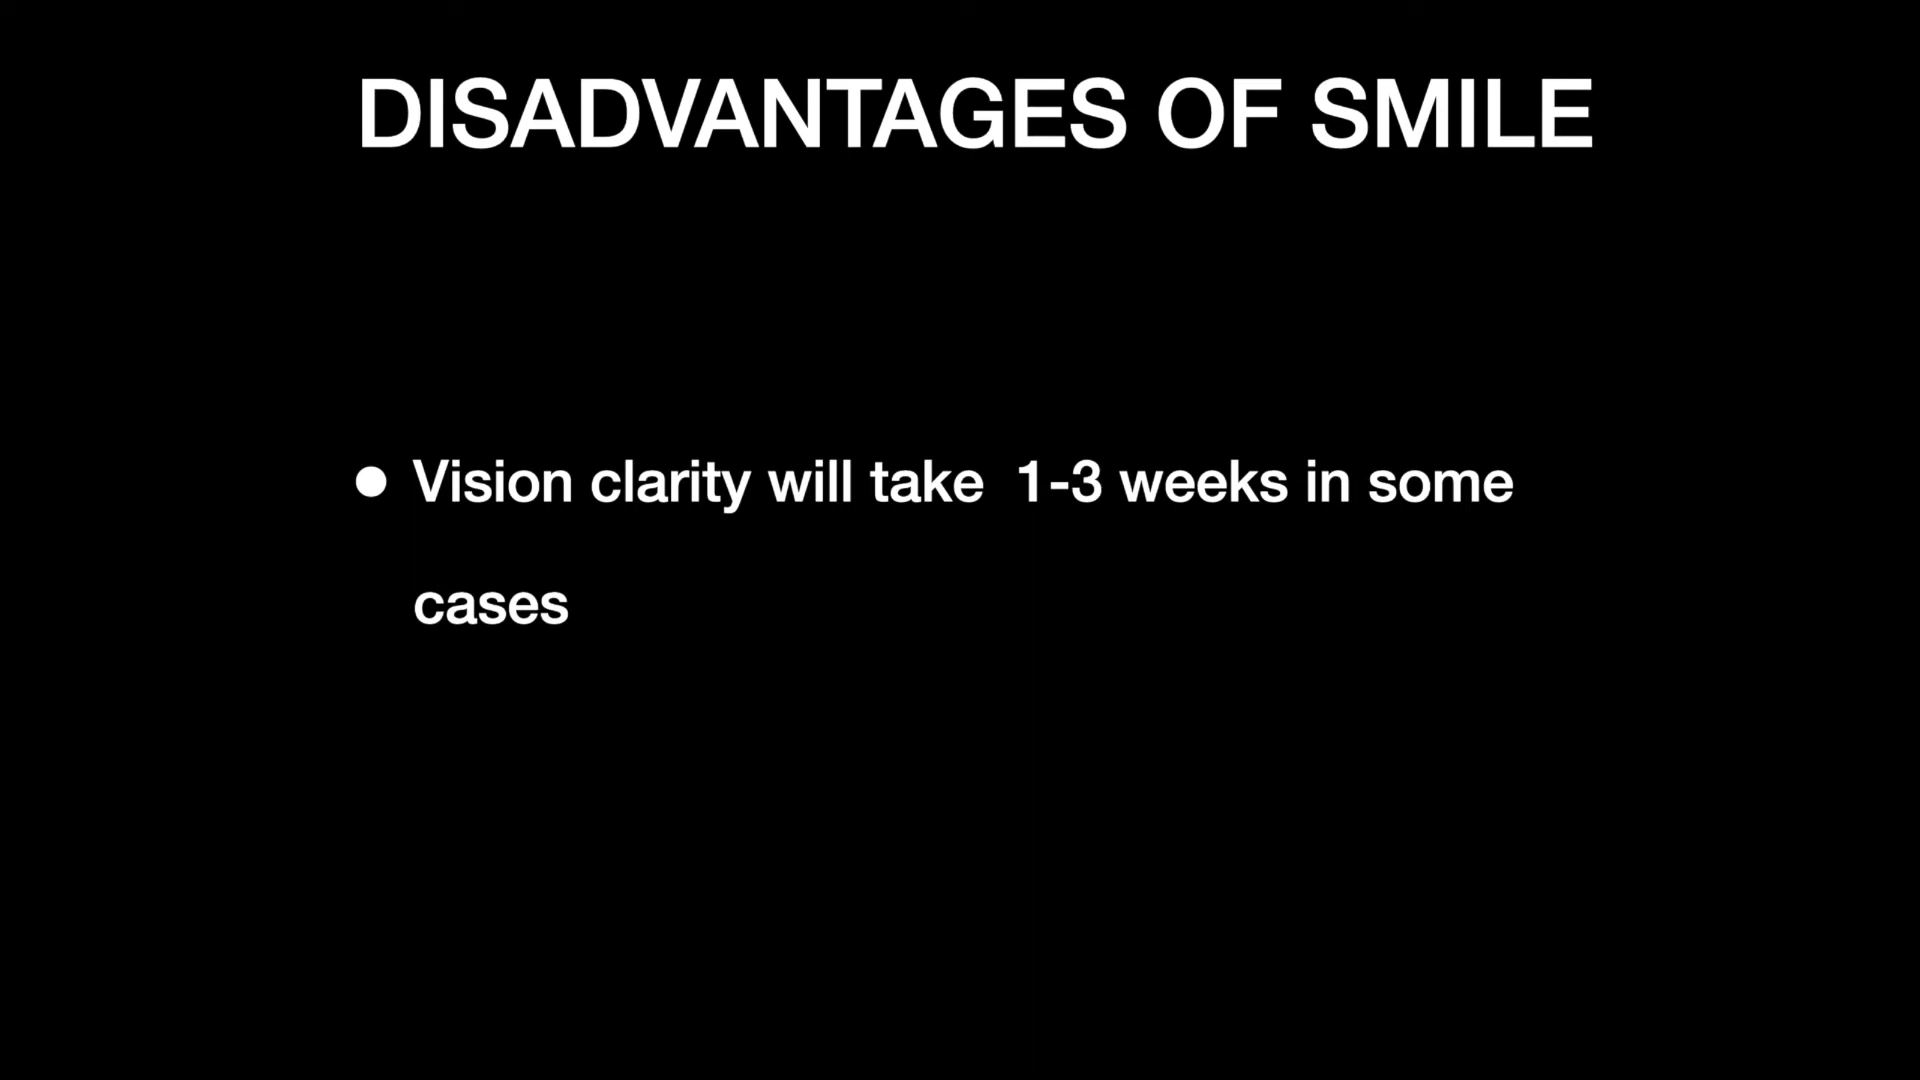 DISADVANTAGES OF SMILE
● Vision clarity will take  1-3 weeks in some
cases